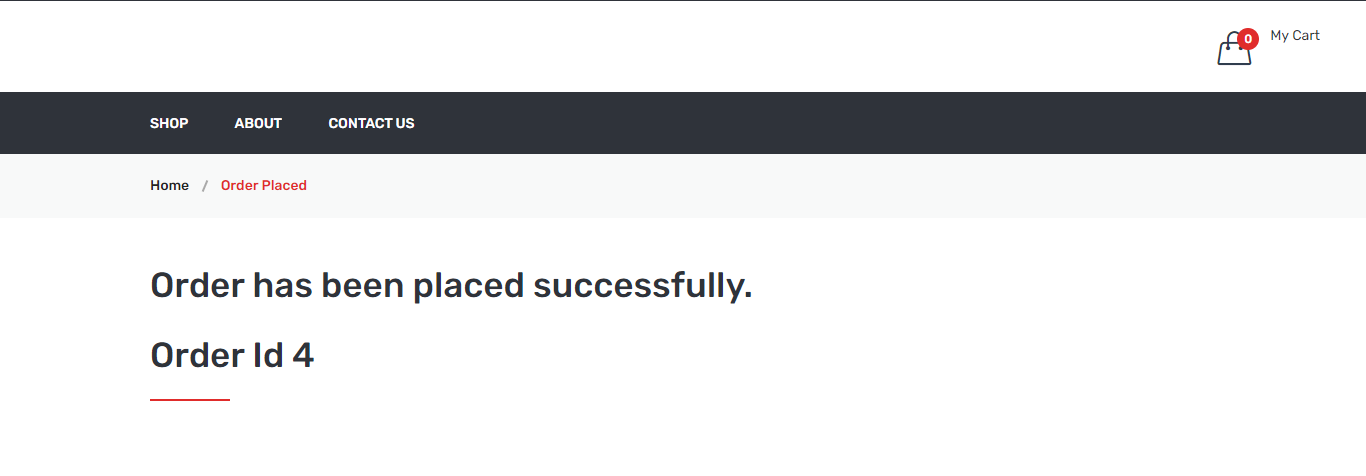 0 My Cart
SHOP ABOUT CONTACT US
Home / Order Placed
Order has been placed successfully.
Order Id 4